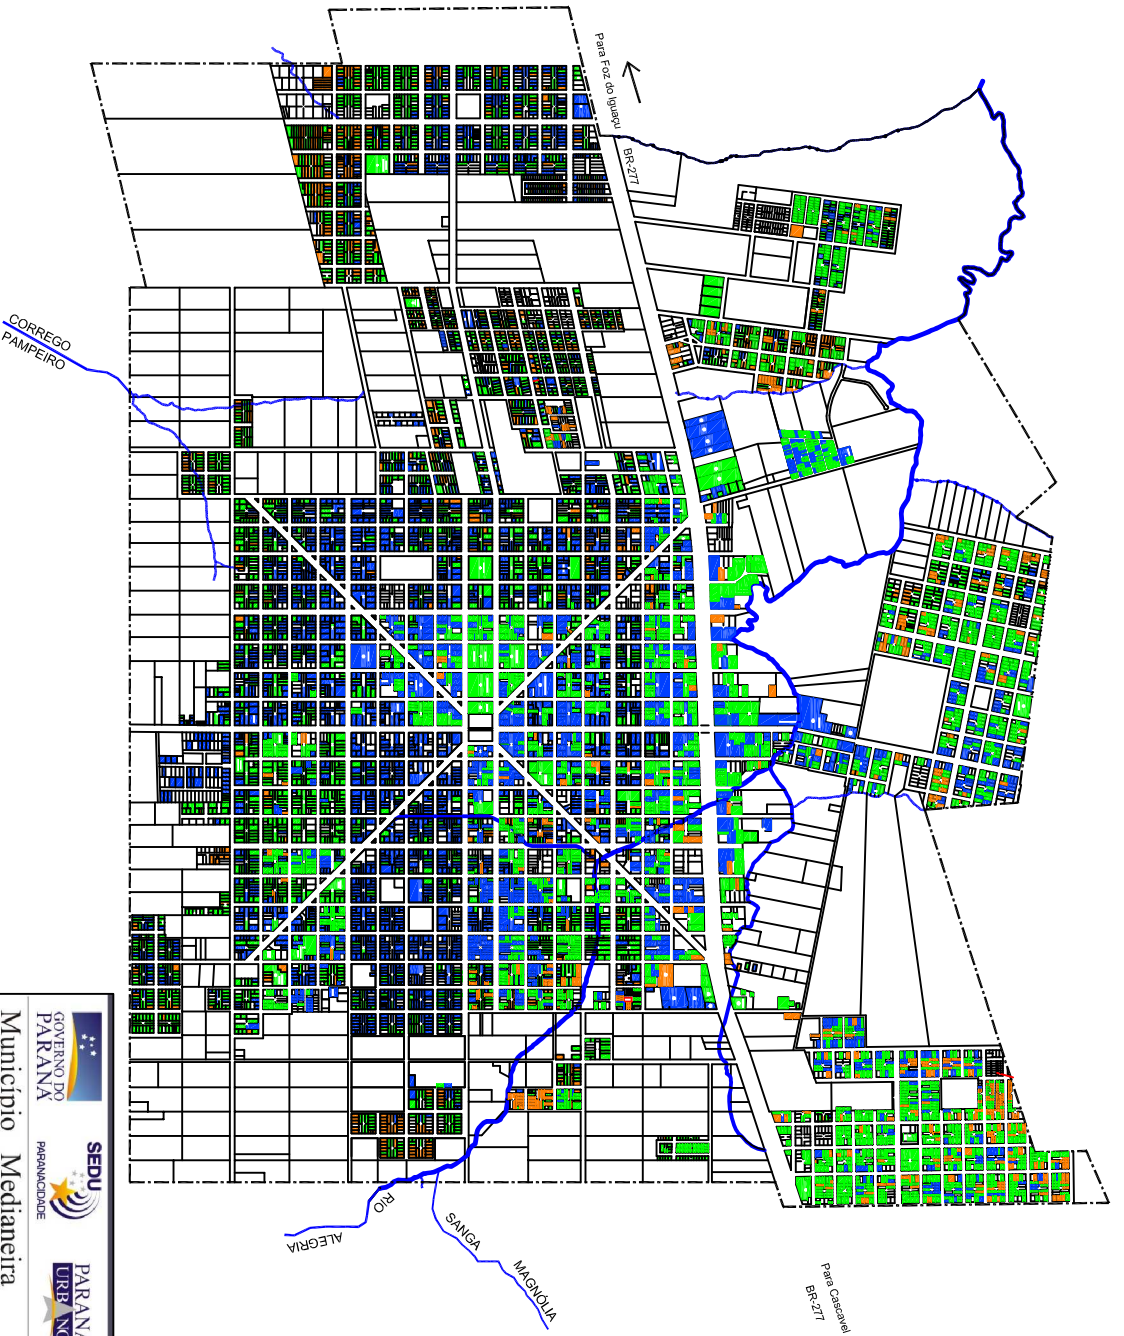 Para Foz do Iguaçu
BR-277
CORREGO
PAMPEIRO
RIO
ALEGRIA
SANGA
MAGNÓLIA
Para Cascavel
BR-277
GOVERNO DO
PARANÁ
SEDU
PARANACIDADE
PARANÁ
URBANO
Município Medianeira